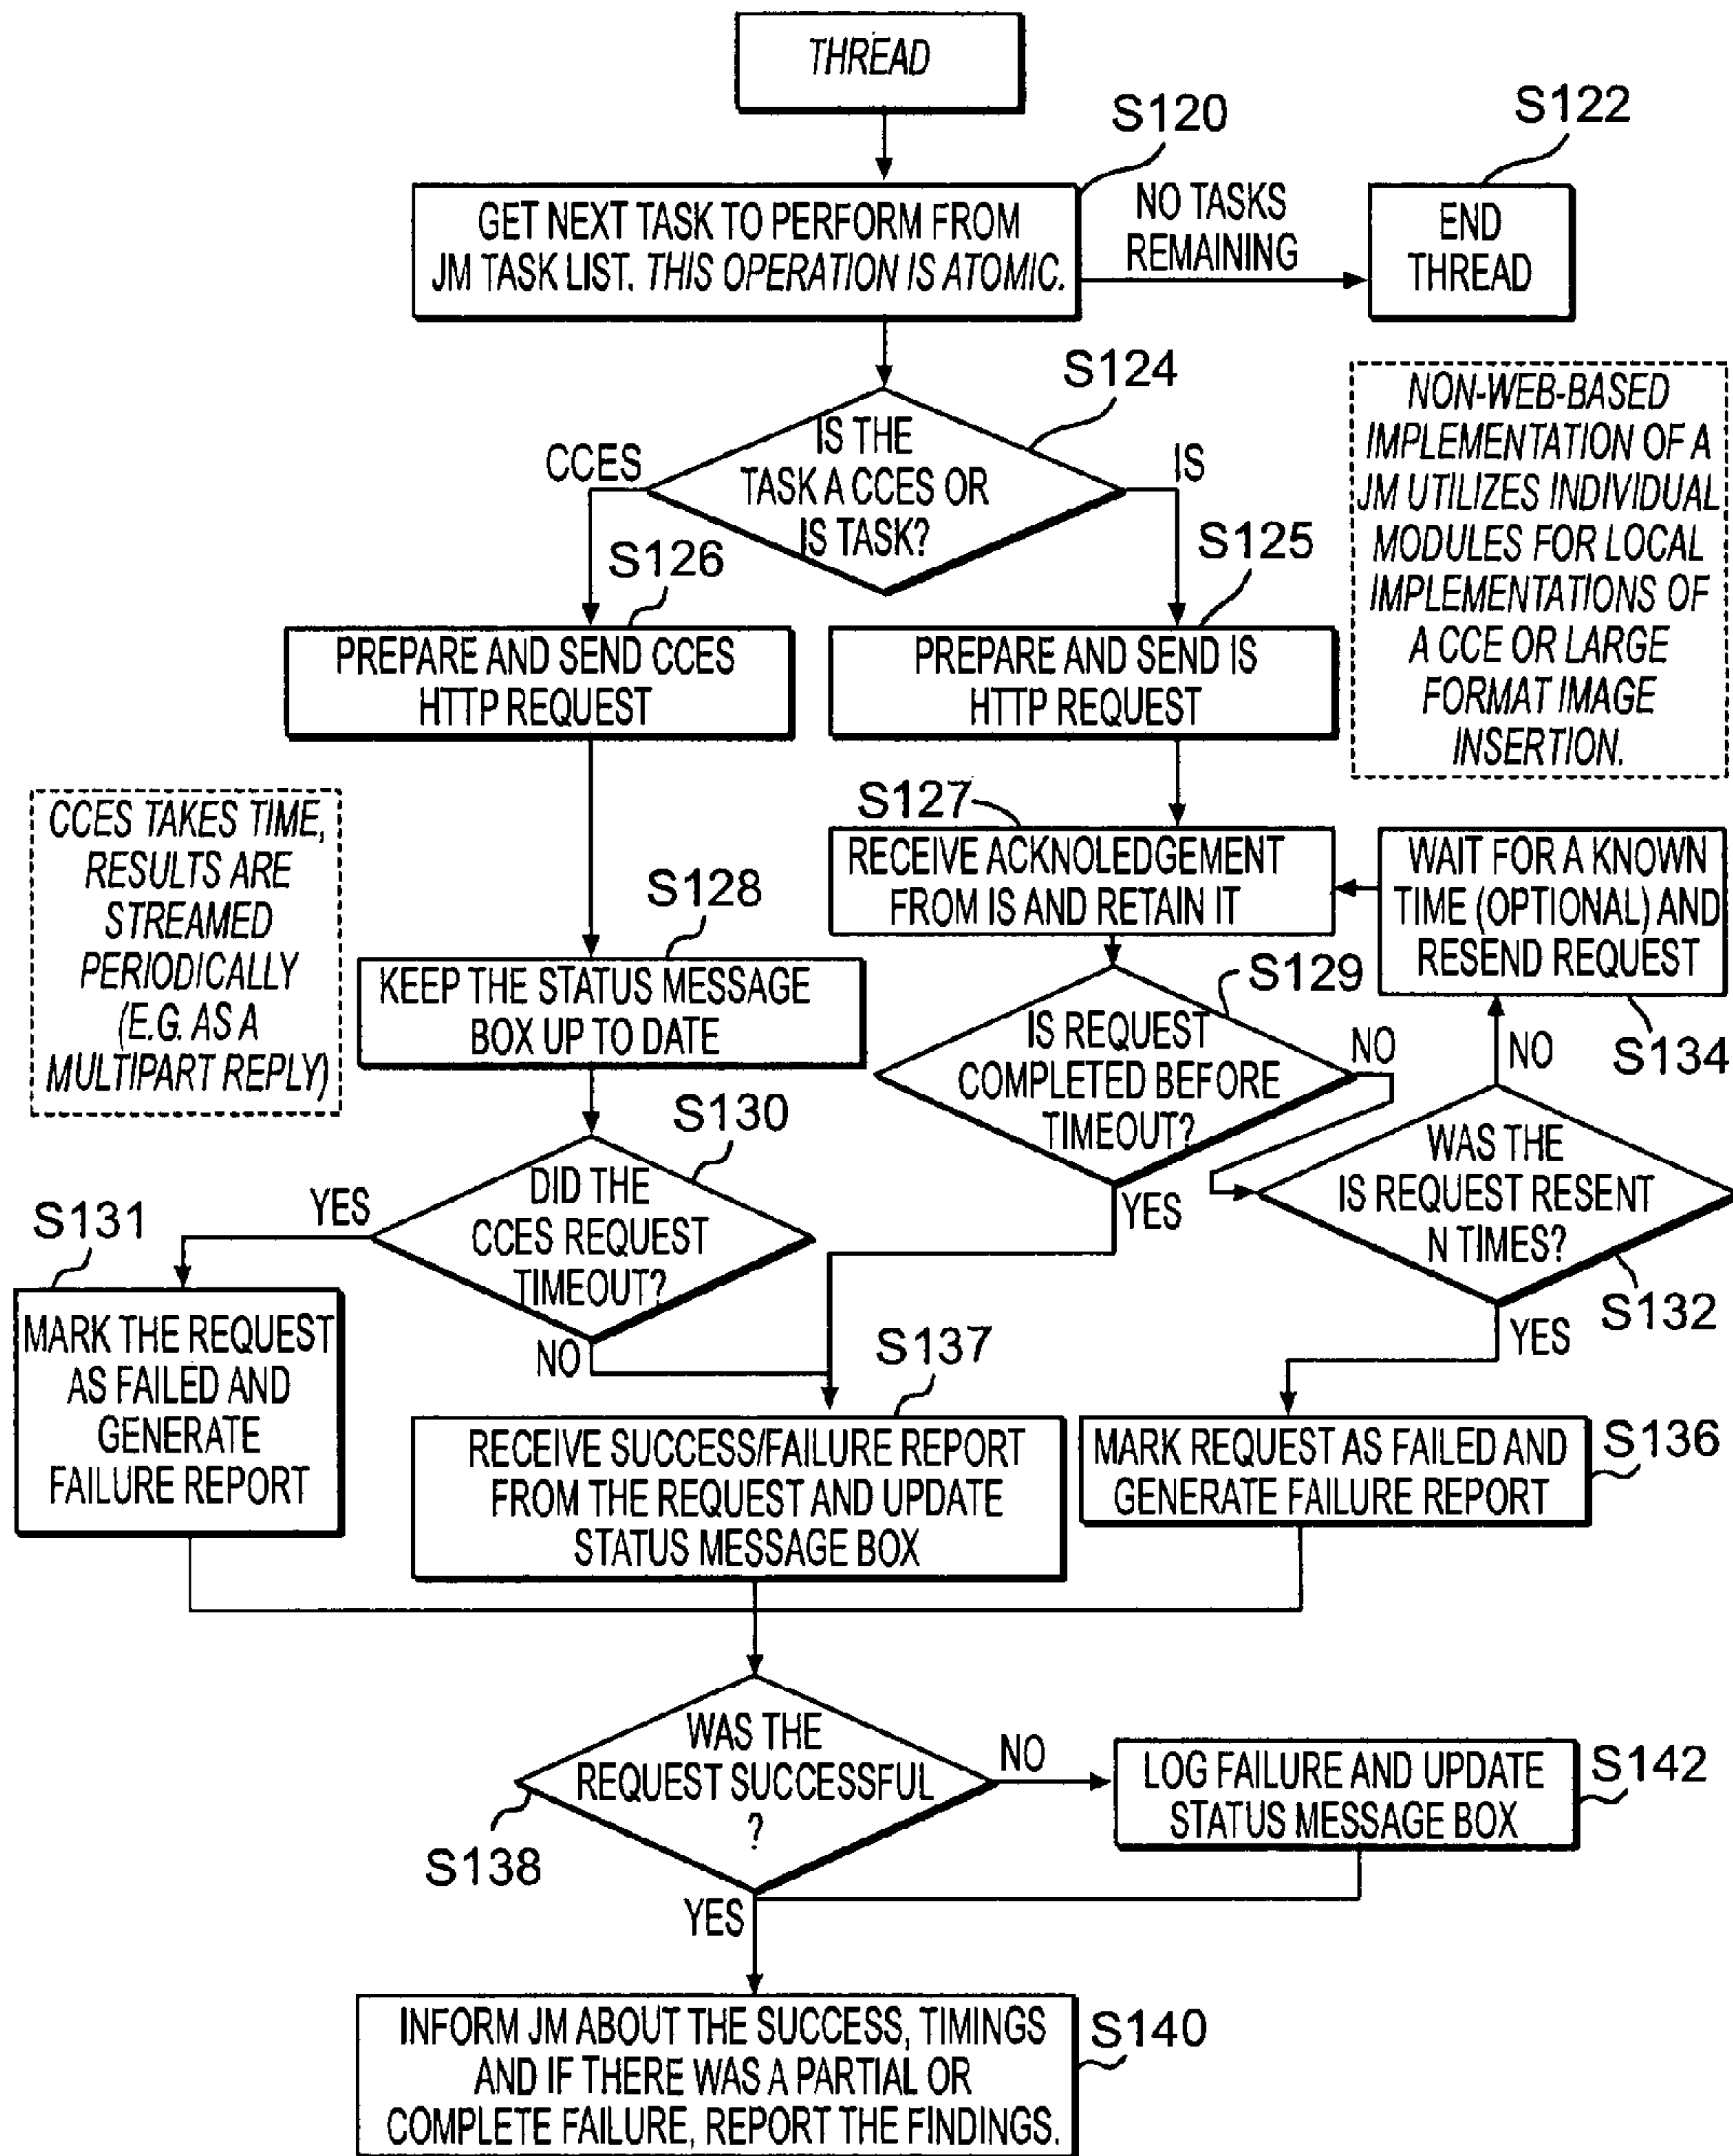 THREAD
S120
S122
GET NEXT TASK TO PERFORM FROM
JM TASK LIST. THIS OPERATION IS ATOMIC.
NO TASKS
REMAINING
END
THREAD
S124
IS THE
TASK A CCES OR
IS TASK?
CCES
IS
NON-WEB-BASED
IMPLEMENTATION OF A
JM UTILIZES INDIVIDUAL
MODULES FOR LOCAL
IMPLEMENTATIONS OF
A CCE OR LARGE
FORMAT IMAGE
INSERTION.
S126
S125
PREPARE AND SEND CCES
HTTP REQUEST
PREPARE AND SEND IS
HTTP REQUEST
CCES TAKES TIME,
RESULTS ARE
STREAMED
PERIODICALLY
(E.G. AS A
MULTIPART REPLY)
S127
RECEIVE ACKNOLEDGEMENT
FROM IS AND RETAIN IT
WAIT FOR A KNOWN
TIME (OPTIONAL) AND
RESEND REQUEST
S134
S128
KEEP THE STATUS MESSAGE
BOX UP TO DATE
S129
IS REQUEST
COMPLETED BEFORE
TIMEOUT?
NO
YES
NO
WAS THE
IS REQUEST RESENT
N TIMES?
S132
YES
S130
DID THE
CCES REQUEST
TIMEOUT?
YES
NO
S131
MARK THE REQUEST
AS FAILED AND
GENERATE
FAILURE REPORT
S137
RECEIVE SUCCESS/FAILURE REPORT
FROM THE REQUEST AND UPDATE
STATUS MESSAGE BOX
MARK REQUEST AS FAILED AND
GENERATE FAILURE REPORT
S136
WAS THE
REQUEST SUCCESSFUL
?
S138
NO
YES
LOG FAILURE AND UPDATE
STATUS MESSAGE BOX
S142
INFORM JM ABOUT THE SUCCESS, TIMINGS
AND IF THERE WAS A PARTIAL OR
COMPLETE FAILURE, REPORT THE FINDINGS.
S140